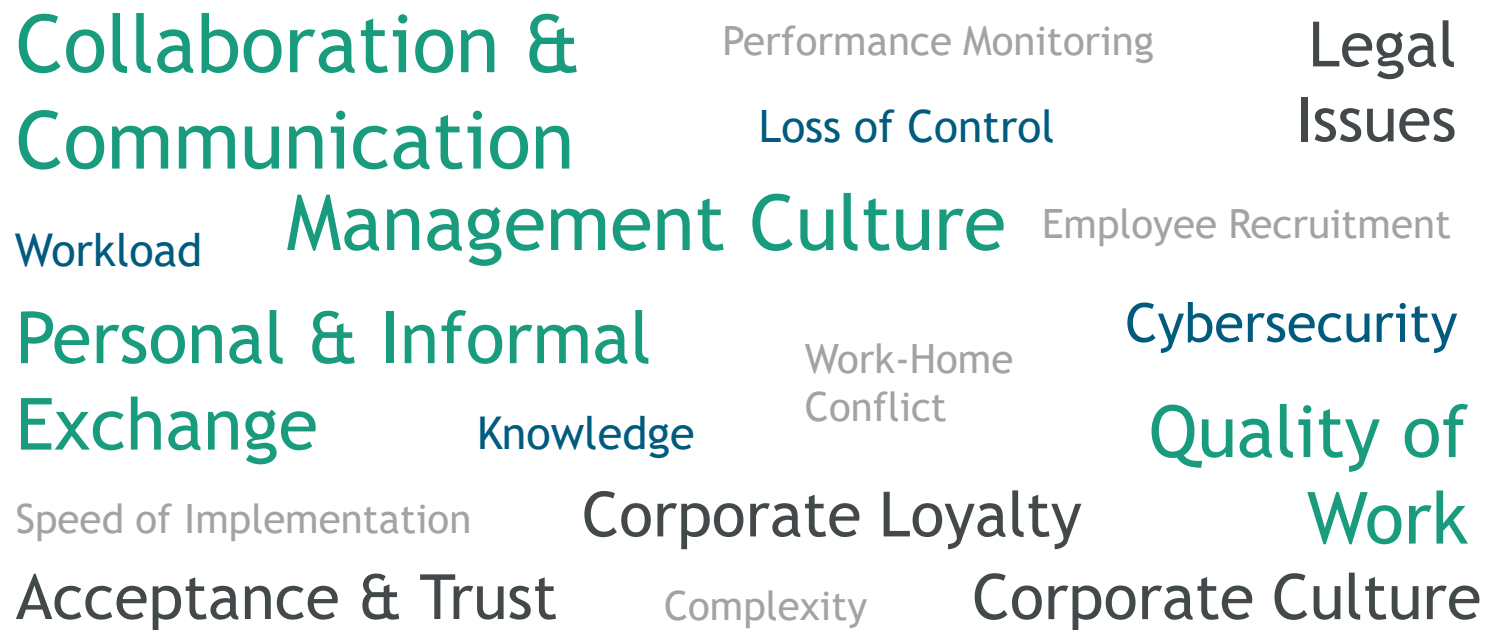 Collaboration &
Communication
Performance Monitoring
Legal
Issues
Loss of Control
Management Culture
Employee Recruitment
Workload
Personal & Informal
Exchange
Cybersecurity
Work-Home
Conflict
Knowledge
Quality of
Work
Speed of Implementation
Corporate Loyalty
Acceptance & Trust
Complexity
Corporate Culture